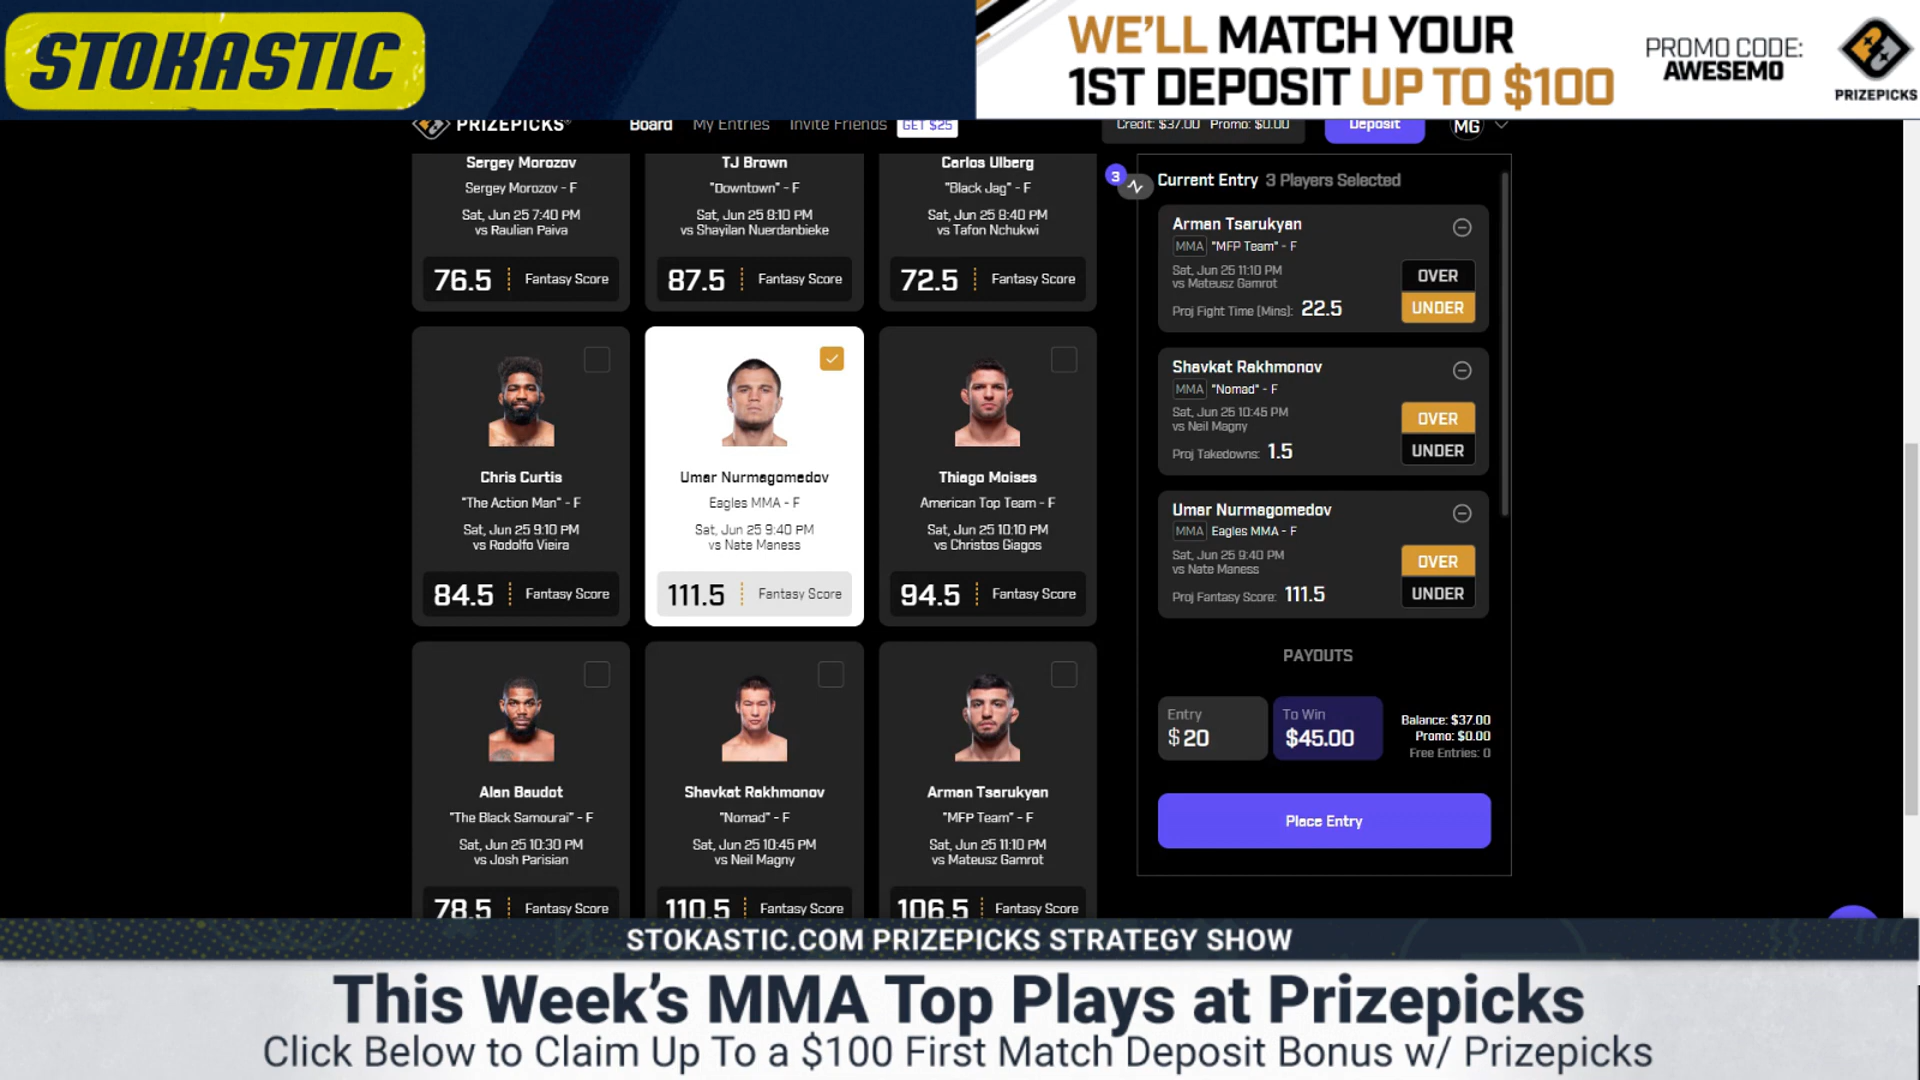 STOKASTIC
WE'LL MATCH YOUR
1ST DEPOSIT UP TO $100
PROMO CODE:
AWESEMO
PRIZEPICKS
PRIZEPICKS
Board My Entries Invite Friends GET $25
Credit: $37.00 Promo: $0.00
Deposit
MG
Sergey Morozov
Sergey Morozov - F
Sat, Jun 25 7:40 PM
vs Raulian Paiva
76.5 Fantasy Score
TJ Brown
"Downtown" - F
Sat, Jun 25 8:10 PM
vs Shayilan Nuerdanbieke
87.5 Fantasy Score
Carlos Ulberg
"Black Jag" - F
Sat, Jun 25 8:40 PM
vs Tafon Nchukwi
72.5 Fantasy Score
Chris Curtis
"The Action Man" - F
Sat, Jun 25 9:10 PM
vs Rodolfo Vieira
84.5 Fantasy Score
Umar Nurmagomedov
Eagles MMA - F
Sat, Jun 25 9:40 PM
vs Nate Maness
111.5 Fantasy Score
Thiago Moises
American Top Team - F
Sat, Jun 25 10:10 PM
vs Christos Giagos
94.5 Fantasy Score
Alan Baudot
"The Black Samourai" - F
Sat, Jun 25 10:30 PM
vs Josh Parisian
78.5 Fantasy Score
Shavkat Rakhmonov
"Nomad" - F
Sat, Jun 25 10:45 PM
vs Neil Magny
110.5 Fantasy Score
Arman Tsarukyan
"MFP Team" - F
Sat, Jun 25 11:10 PM
vs Mateusz Gamrot
106.5 Fantasy Score
3
Current Entry 3 Players Selected
Arman Tsarukyan
MMA "MFP Team" - F
Sat, Jun 25 11:10 PM
vs Mateusz Gamrot
Proj Fight Time (Mins): 22.5
OVER
UNDER
Shavkat Rakhmonov
MMA "Nomad" - F
Sat, Jun 25 10:45 PM
vs Neil Magny
Proj Takedowns: 1.5
OVER
UNDER
Umar Nurmagomedov
MMA Eagles MMA - F
Sat, Jun 25 9:40 PM
vs Nate Maness
Proj Fantasy Score: 111.5
OVER
UNDER
PAYOUTS
Entry
$ 20
To Win
$45.00
Balance: $37.00
Promo: $0.00
Free Entries: 0
Place Entry
STOKASTIC.COM PRIZEPICKS STRATEGY SHOW
This Week's MMA Top Plays at Prizepicks
Click Below to Claim Up To a $100 First Match Deposit Bonus w/ Prizepicks